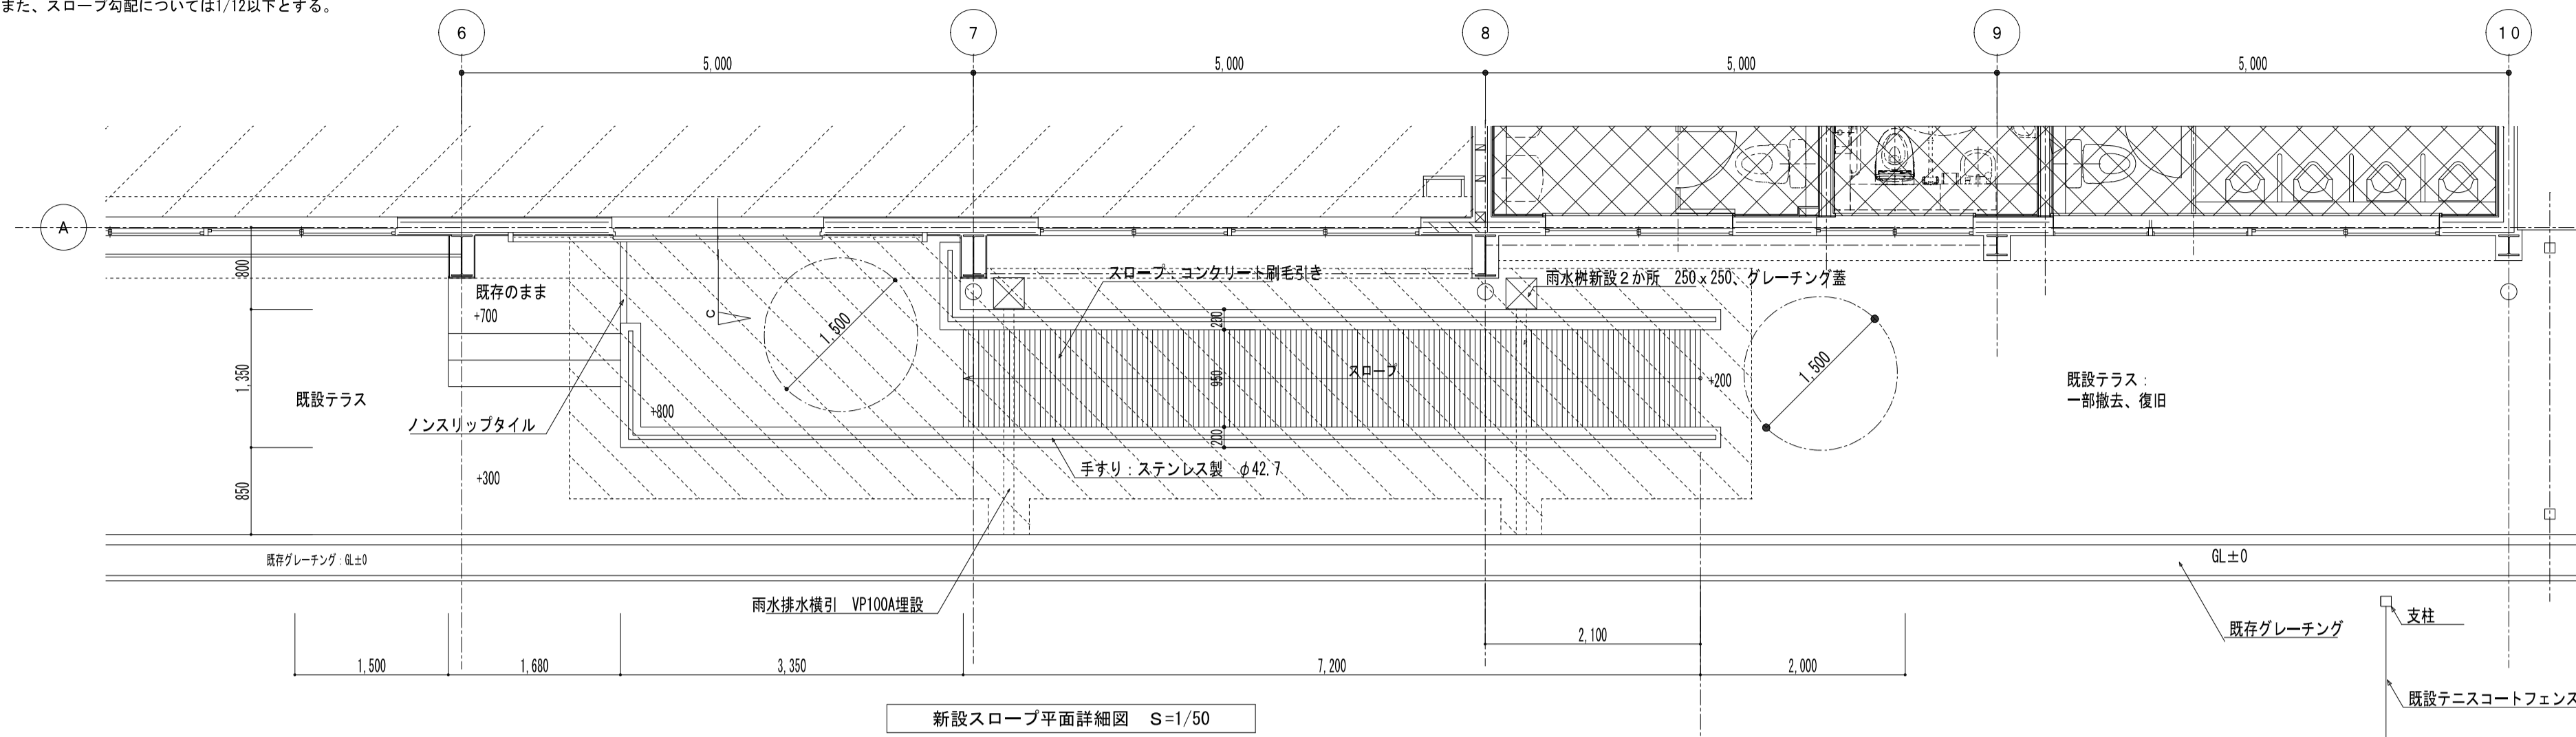 また、スロープ勾配については1/12以下とする。
6
7
8
9
10
5,000
5,000
5,000
5,000
A
800
1,350
850
既存のまま
+700
既設テラス
ノンスリップタイル
+300
+800
C
1,500
スロープ：コンクリート刷毛引き
雨水桝新設２か所　250ｘ250、グレーチング蓋
200
950
200
スロープ
+200
1,500
既設テラス：
一部撤去、復旧
手すり：ステンレス製　φ42.7
既存グレーチング：GL±0
GL±0
雨水排水横引　VP100A埋設
支柱
既存グレーチング
既設テニスコートフェンス
2,100
1,500
1,680
3,350
7,200
2,000
新設スロープ平面詳細図　Ｓ=1/50